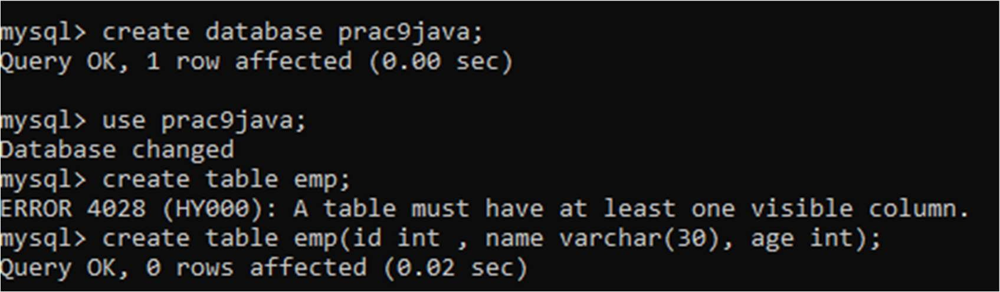 mysql> create database prac9java;
Query OK, 1 row affected (0.00 sec)
mysql> use prac9java;
Database changed
mysql> create table emp;
ERROR 4028 (HY000): A table must have at least one visible column.
mysql> create table emp(id int , name varchar(30), age int);
Query OK, 0 rows affected (0.02 sec)